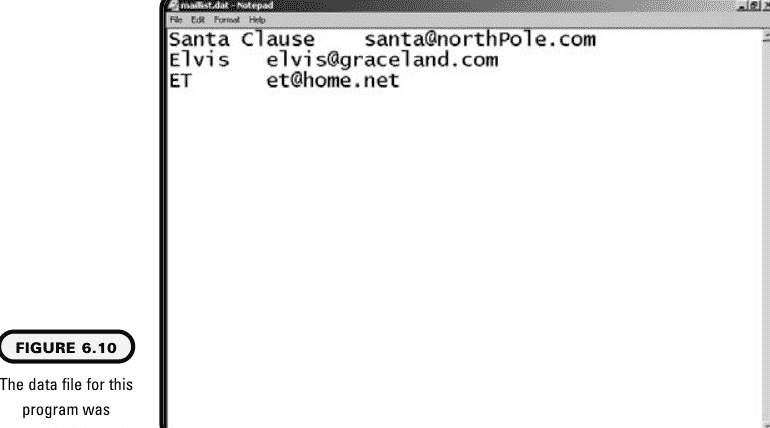 maillist.dat - Notepad
File Edit Format Help
Santa Clause santa@northPole.com
Elvis elvis@graceland.com
ET et@home.net
FIGURE 6.10
The data file for this
program was